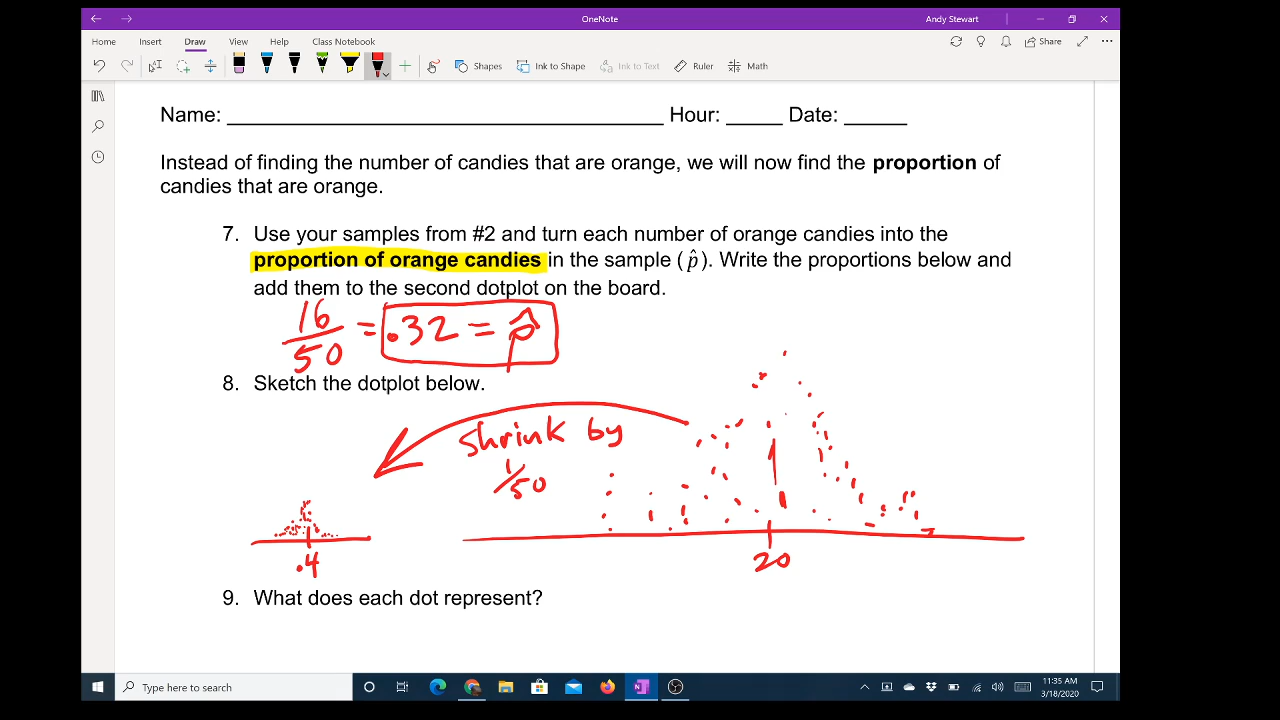 OneNote
Andy Stewart
Home Insert Draw View Help Class Notebook
Share
Shapes Ink to Shape Ink to Text Ruler Math
Name: Hour: Date:
Instead of finding the number of candies that are orange, we will now find the proportion of
candies that are orange.
7. Use your samples from #2 and turn each number of orange candies into the
proportion of orange candies in the sample (p̂). Write the proportions below and
add them to the second dotplot on the board.
16/50 = .32 = p̂
8. Sketch the dotplot below.
shrink by
1/50
.4
20
9. What does each dot represent?
Type here to search
11:35 AM
3/18/2020